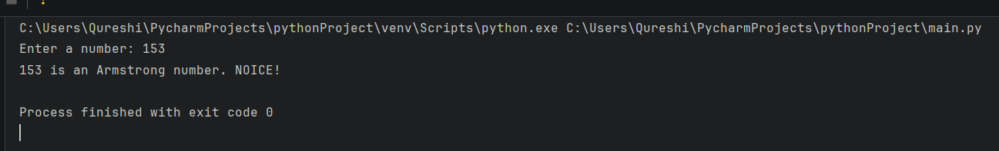 C:\Users\Qureshi\PycharmProjects\pythonProject\venv\Scripts\python.exe C:\Users\Qureshi\PycharmProjects\pythonProject\main.py
Enter a number: 153
153 is an Armstrong number. NOICE!
Process finished with exit code 0